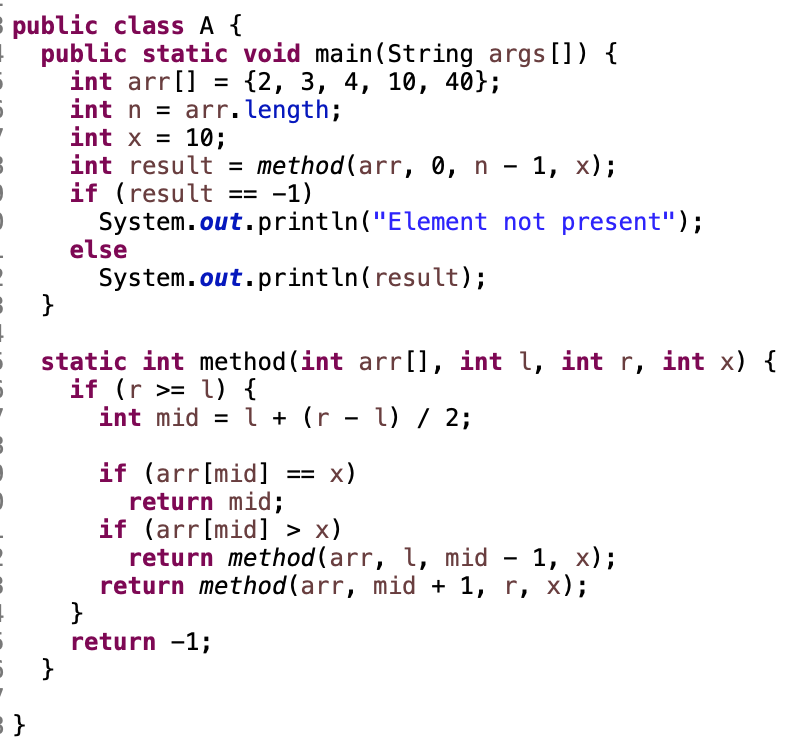 public class A {
  public static void main(String args[]) {
    int arr[] = {2, 3, 4, 10, 40};
    int n = arr.length;
    int x = 10;
    int result = method(arr, 0, n - 1, x);
    if (result == -1)
      System.out.println("Element not present");
    else
      System.out.println(result);
  }

  static int method(int arr[], int l, int r, int x) {
    if (r >= l) {
      int mid = l + (r - l) / 2;

      if (arr[mid] == x)
        return mid;
      if (arr[mid] > x)
        return method(arr, l, mid - 1, x);
      return method(arr, mid + 1, r, x);
    }
    return -1;
  }

}